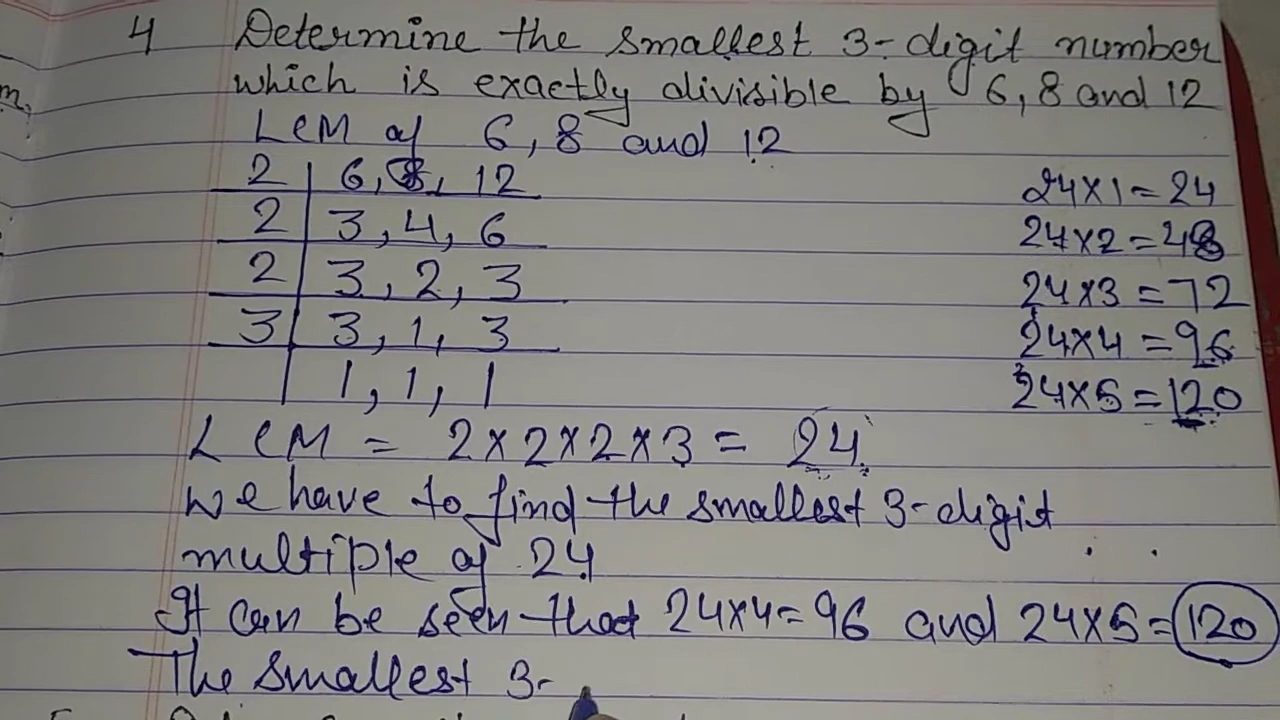 4 Determine the smallest 3-digit number
which is exactly divisible by 6, 8 and 12
LCM of 6, 8 and 12
2 | 6, 8, 12
2 | 3, 4, 6
2 | 3, 2, 3
3 | 3, 1, 3
1, 1, 1
24×1=24
24×2=48
24×3=72
24×4=96
24×5=120
LCM = 2×2×2×3 = 24
we have to find the smallest 3-digit
multiple of 24
It can be seen that 24×4=96 and 24×5=120
The smallest 3-